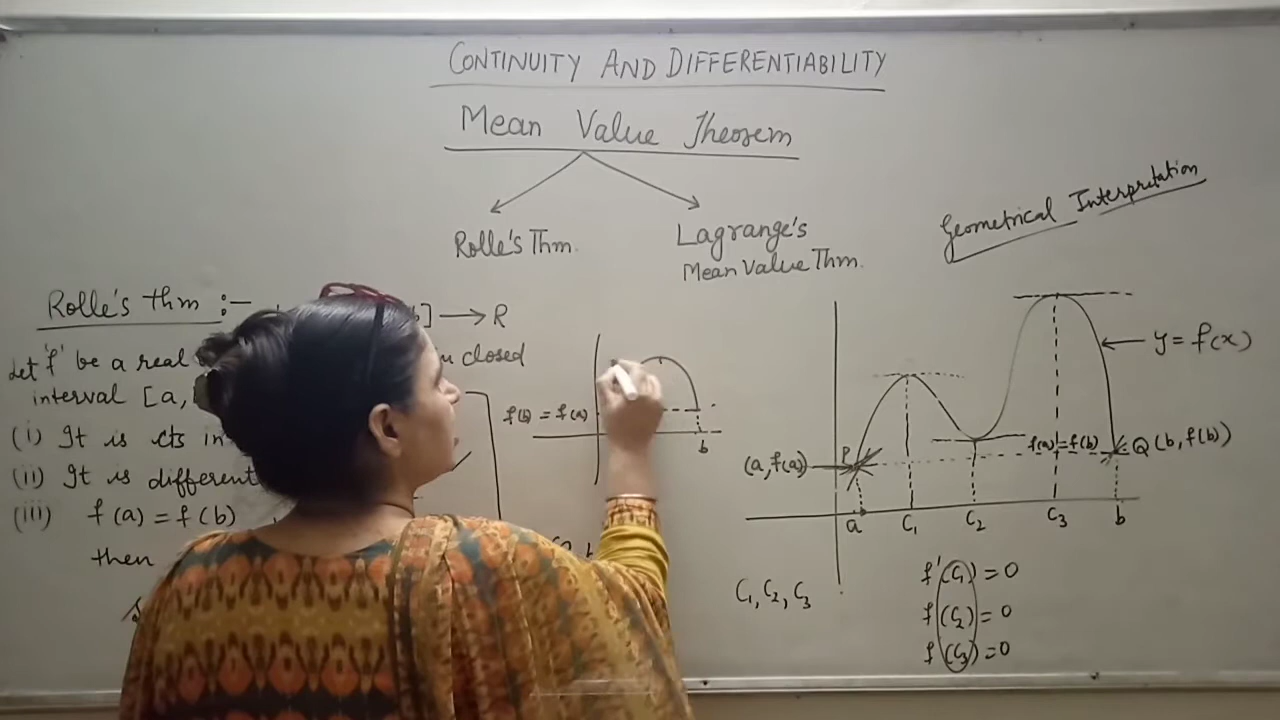 CONTINUITY AND DIFFERENTIABILITY
Mean Value Theorem
Rolle's Thm.
Lagrange's
Mean Value Thm.
Geometrical Interpretation
Rolle's thm :-
] → R
Let 'f' be a real
closed
interval [a,
(i) It is cts in
(ii) It is different
(iii) f(a) = f(b)
then
f(b) = f(a)
b
y = f(x)
(a, f(a))
P
f(a) = f(b)
Q (b, f(b))
a C₁ C₂ C₃ b
C₁, C₂, C₃
f'(C₁) = 0
f(C₂) = 0
f(C₃) = 0